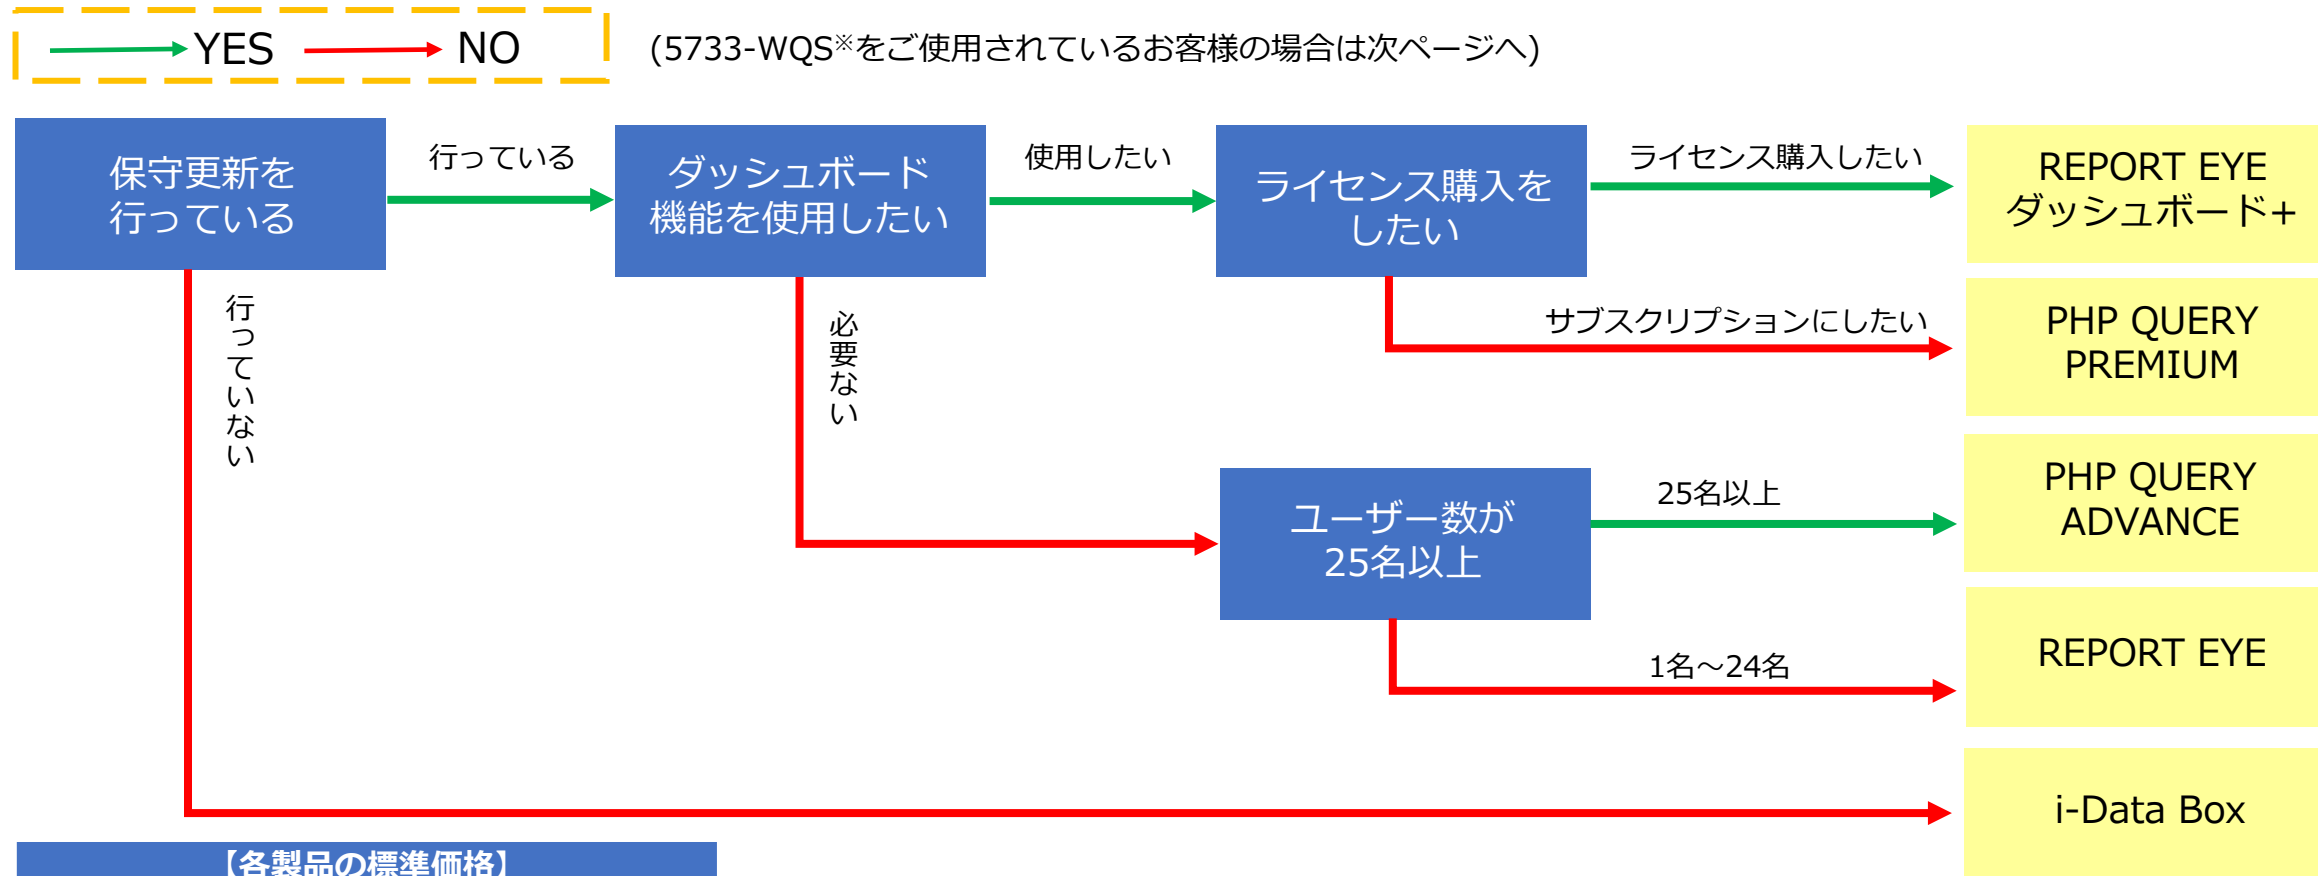 YES NO (5733-WQS※をご使用されているお客様の場合は次ページへ)
保守更新を
行っている
行っている
ダッシュボード
機能を使用したい
使用したい
ライセンス購入を
したい
ライセンス購入したい
REPORT EYE
ダッシュボード+
サブスクリプションにしたい
PHP QUERY
PREMIUM
行っていない
必要ない
ユーザー数が
25名以上
25名以上
PHP QUERY
ADVANCE
1名～24名
REPORT EYE
i-Data Box
【各製品の標準価格】